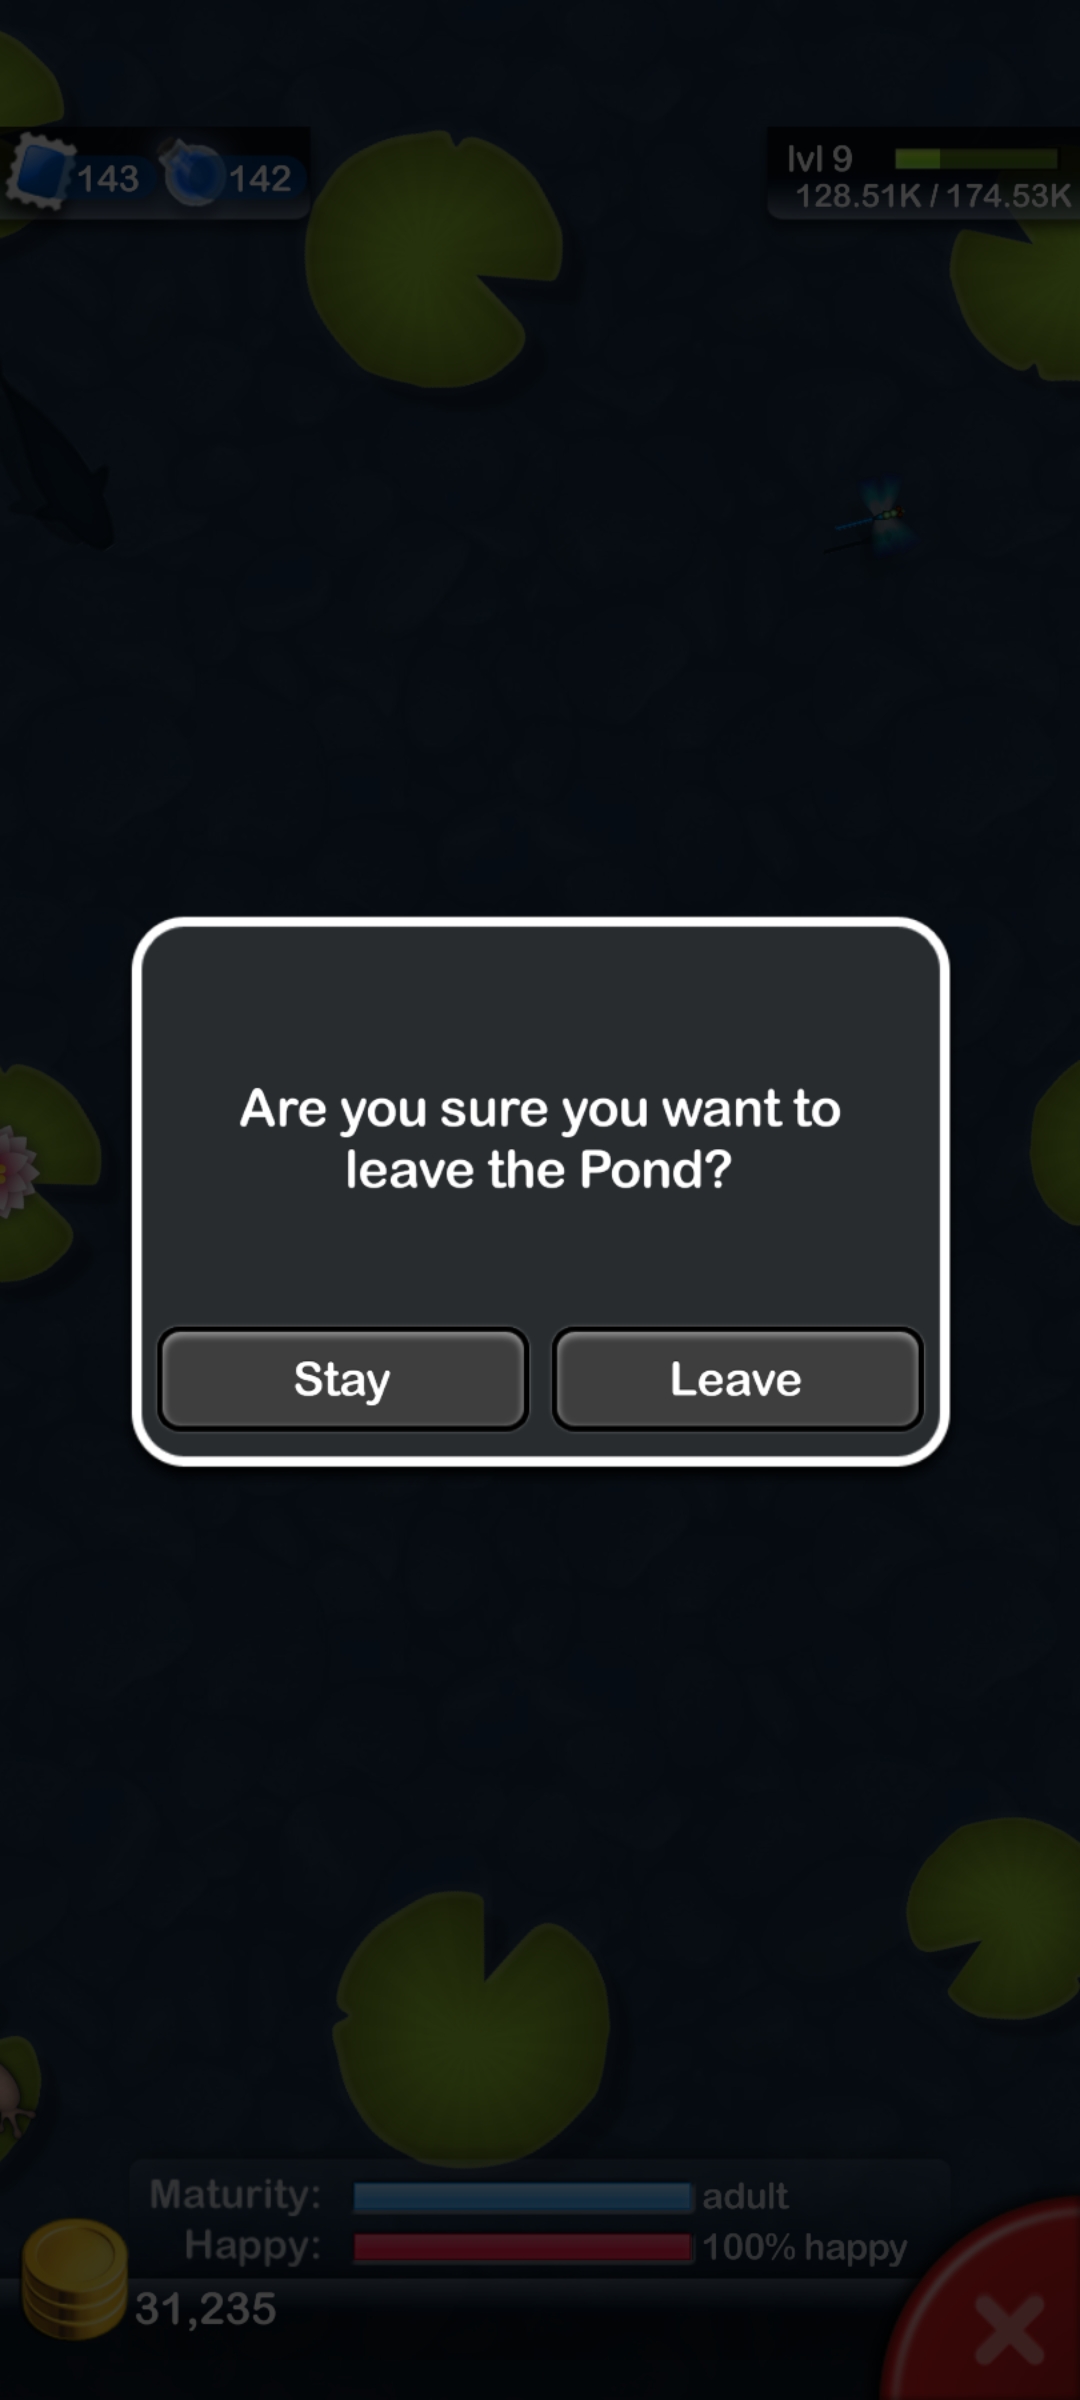 143 142
lvl 9
128.51K / 174.53K
Are you sure you want to
leave the Pond?
Stay Leave
Maturity: adult
Happy: 100% happy
31,235